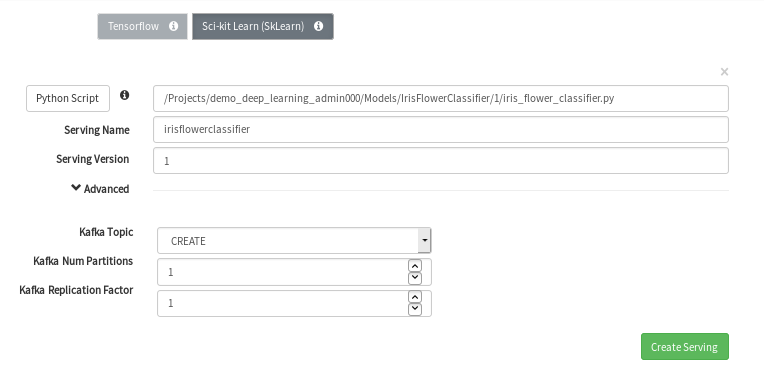 Tensorflow
Sci-kit Learn (SkLearn)
×
Python Script
/Projects/demo_deep_learning_admin000/Models/IrisFlowerClassifier/1/iris_flower_classifier.py
Serving Name
irisflowerclassifier
Serving Version
1
Advanced
Kafka Topic
CREATE
Kafka Num Partitions
1
Kafka Replication Factor
1
Create Serving